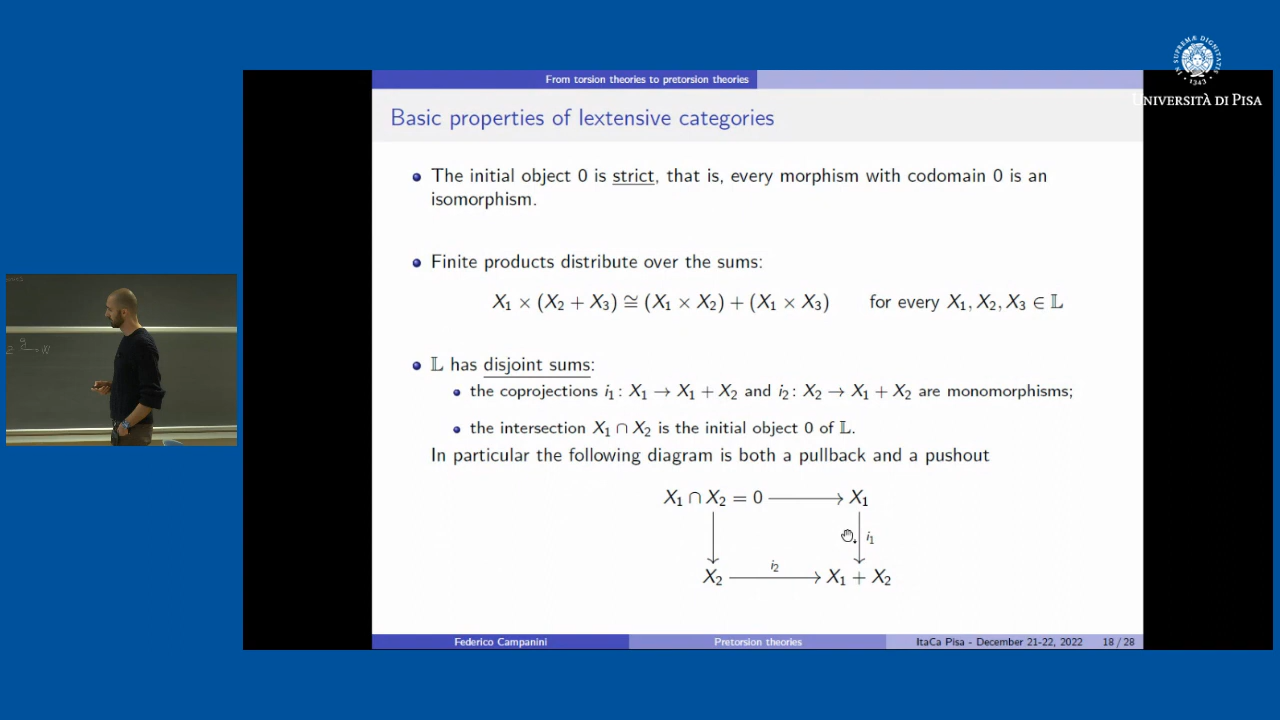 From torsion theories to pretorsion theories
Basic properties of lextensive categories
The initial object 0 is strict, that is, every morphism with codomain 0 is an
isomorphism.
Finite products distribute over the sums:
X₁ × (X₂ + X₃) ≅ (X₁ × X₂) + (X₁ × X₃) for every X₁, X₂, X₃ ∈ 𝕃
𝕃 has disjoint sums:
the coprojections i₁ : X₁ → X₁ + X₂ and i₂ : X₂ → X₁ + X₂ are monomorphisms;
the intersection X₁ ∩ X₂ is the initial object 0 of 𝕃.
In particular the following diagram is both a pullback and a pushout
X₁ ∩ X₂ = 0 → X₁
i₁
i₂
X₂ → X₁ + X₂
Federico Campanini Pretorsion theories ItaCa Pisa - December 21-22, 2022 18 / 28
IN SUPREMÆ DIGNITATIS
1343
UNIVERSITÀ DI PISA